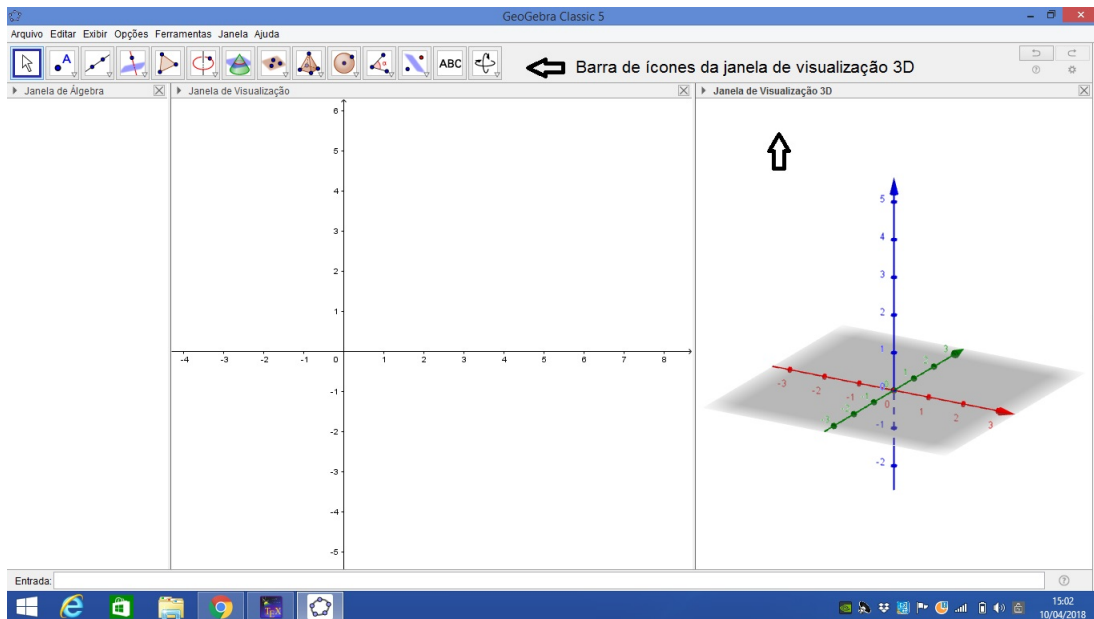 GeoGebra Classic 5
Arquivo Editar Exibir Opções Ferramentas Janela Ajuda
A
ABC
Barra de ícones da janela de visualização 3D
Janela de Álgebra
Janela de Visualização
Janela de Visualização 3D
6
5
4
3
2
1
-4 -3 -2 -1 0 1 2 3 4 5 6 7 8
-1
-2
-3
-4
-5
5
4
3
2
1
0
-1
-2
-3 -2 -1 0 1 2 3
3
Entrada:
TEX
15:02
10/04/2018